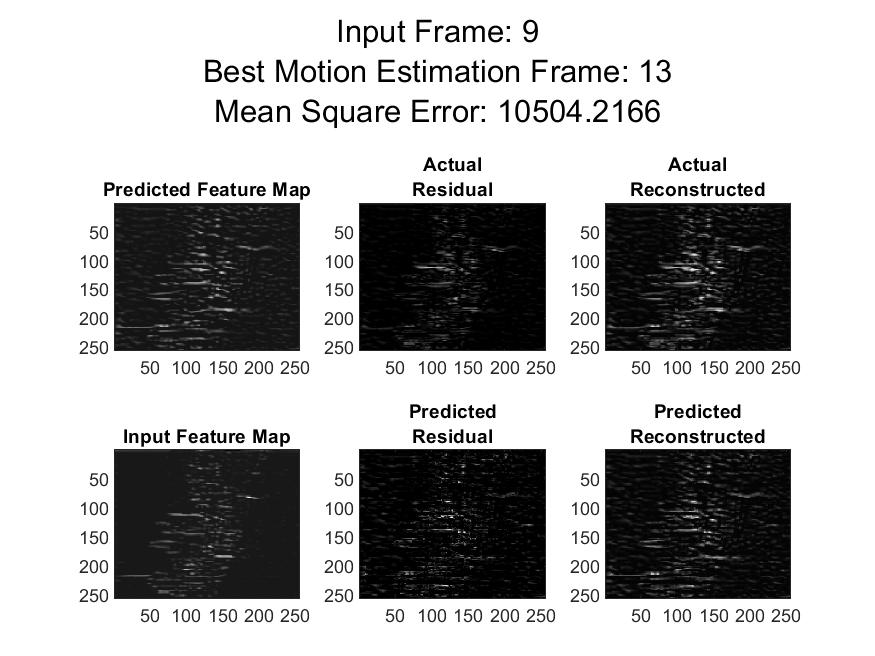 Input Frame: 9
Best Motion Estimation Frame: 13
Mean Square Error: 10504.2166
Predicted Feature Map
50
100
150
200
250
50 100 150 200 250
Actual
Residual
50
100
150
200
250
50 100 150 200 250
Actual
Reconstructed
50
100
150
200
250
50 100 150 200 250
Input Feature Map
50
100
150
200
250
50 100 150 200 250
Predicted
Residual
50
100
150
200
250
50 100 150 200 250
Predicted
Reconstructed
50
100
150
200
250
50 100 150 200 250